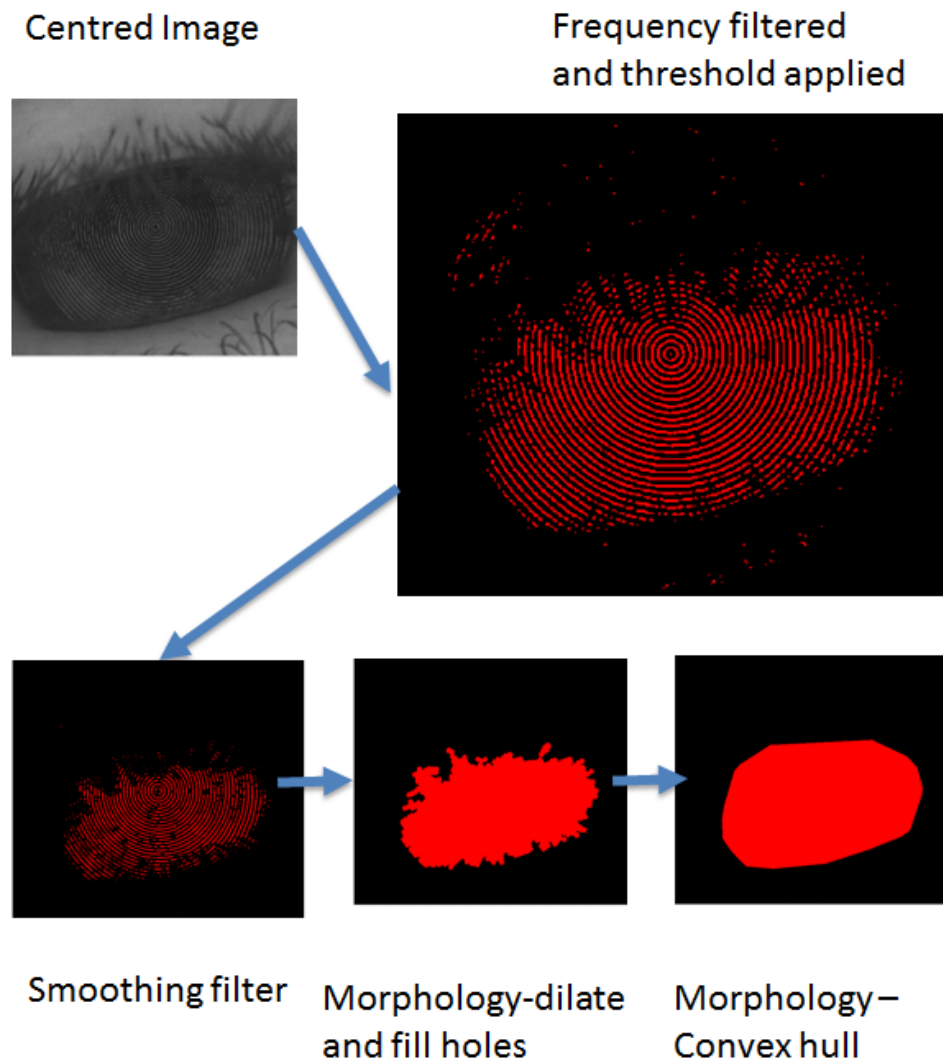 Centred Image
Frequency filtered
and threshold applied
Smoothing filter
Morphology-dilate
and fill holes
Morphology –
Convex hull